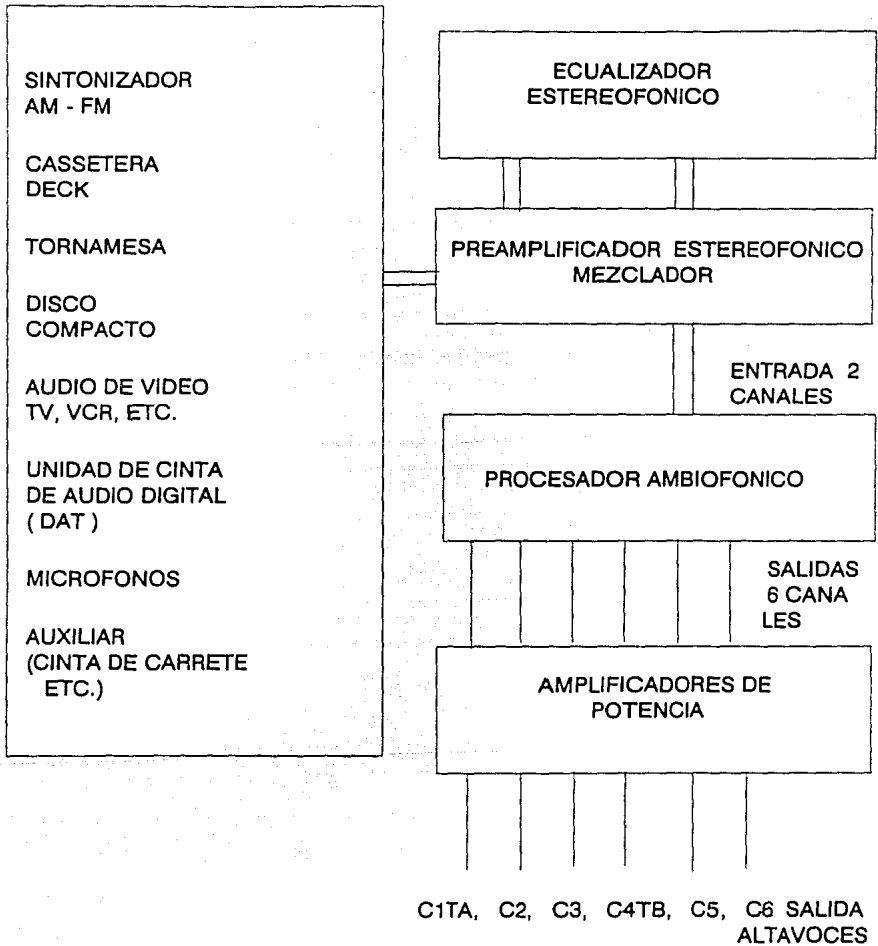 SINTONIZADOR
AM - FM
CASSETERA
DECK
TORNAMESA
DISCO
COMPACTO
AUDIO DE VIDEO
TV, VCR, ETC.
UNIDAD DE CINTA
DE AUDIO DIGITAL
( DAT )
MICROFONOS
AUXILIAR
(CINTA DE CARRETE
ETC.)
ECUALIZADOR
ESTEREOFONICO
PREAMPLIFICADOR ESTEREOFONICO
MEZCLADOR
ENTRADA 2
CANALES
PROCESADOR AMBIOFONICO
SALIDAS
6 CANA
LES
AMPLIFICADORES DE
POTENCIA
C1TA, C2, C3, C4TB, C5, C6 SALIDA
ALTAVOCES